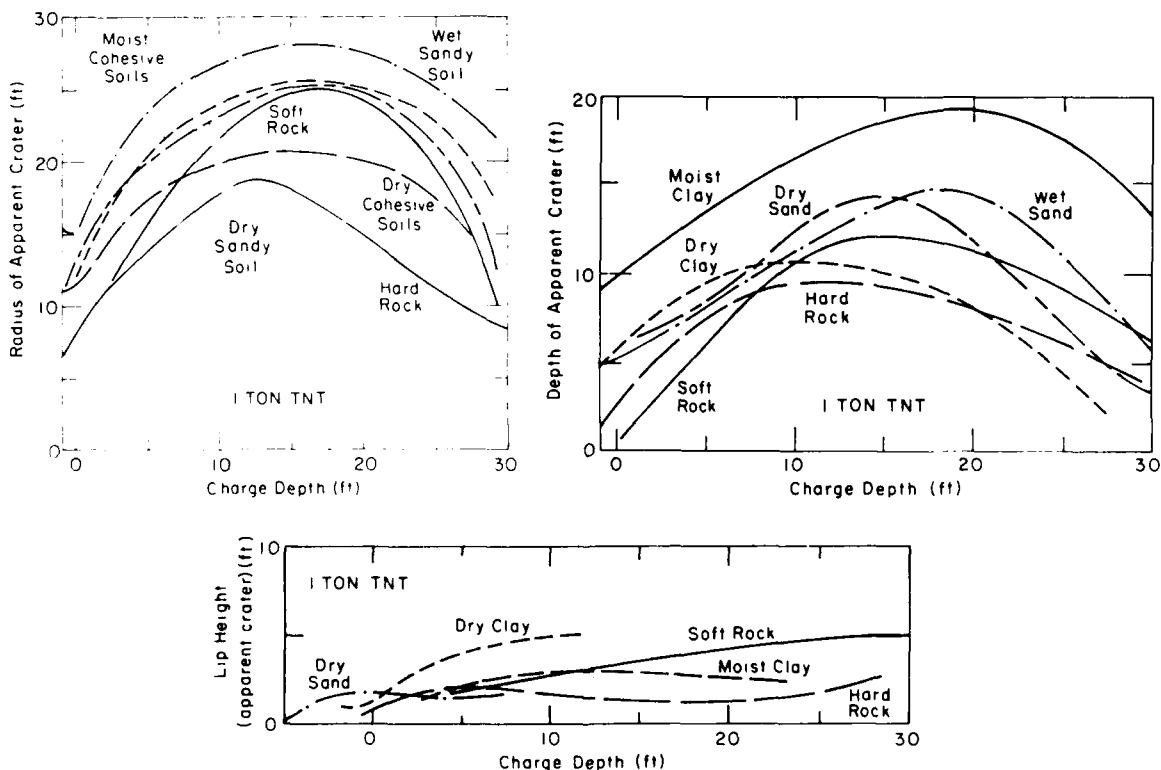 30
20
10
0
Radius of Apparent Crater (ft)
Moist
Cohesive
Soils
Wet
Sandy
Soil
Soft
Rock
Dry
Cohesive
Soils
Dry
Sandy
Soil
Hard
Rock
1 TON TNT
0 10 20 30
Charge Depth (ft)
20
10
0
Depth of Apparent Crater (ft)
Moist
Clay
Dry
Sand
Wet
Sand
Dry
Clay
Hard
Rock
Soft
Rock
1 TON TNT
0 10 20 30
Charge Depth (ft)
10
0
Lip Height
(apparent crater) (ft)
1 TON TNT
Dry Clay
Soft Rock
Dry
Sand
Moist Clay
Hard
Rock
0 10 20 30
Charge Depth (ft)